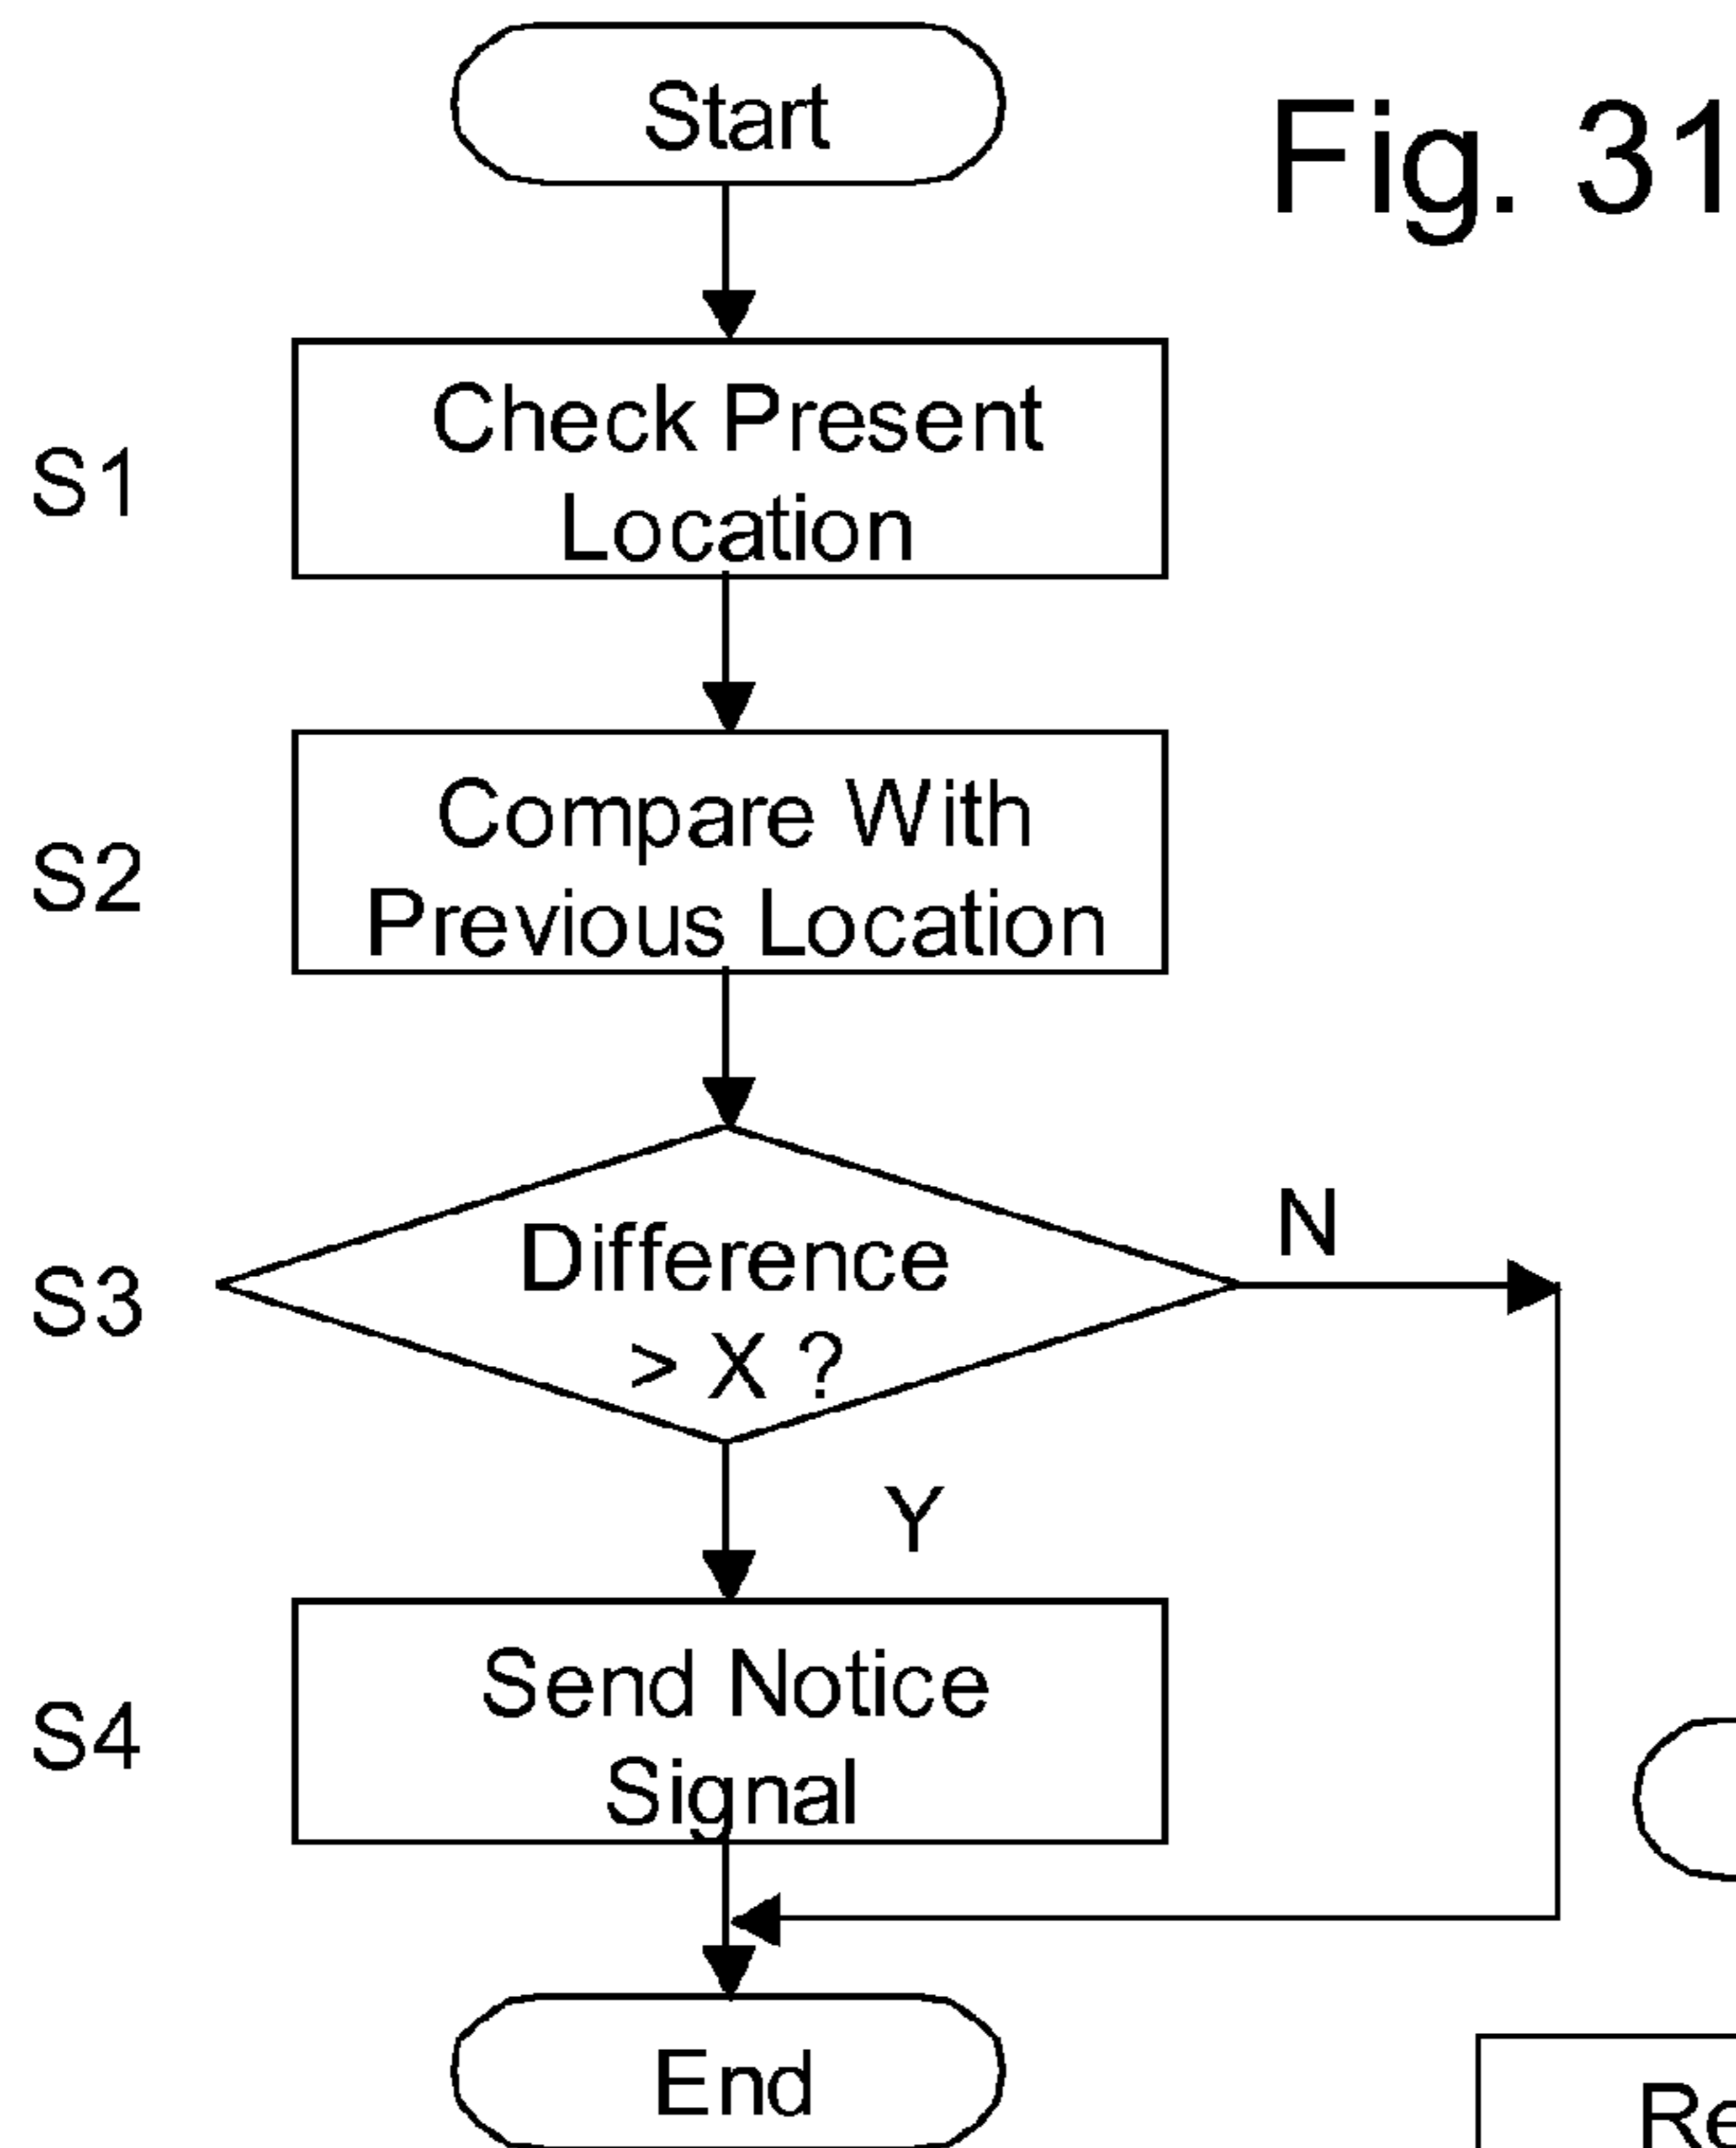 Start
Fig. 31
S1
Check Present
Location
S2
Compare With
Previous Location
S3
Difference
> X ?
N
Y
S4
Send Notice
Signal
End